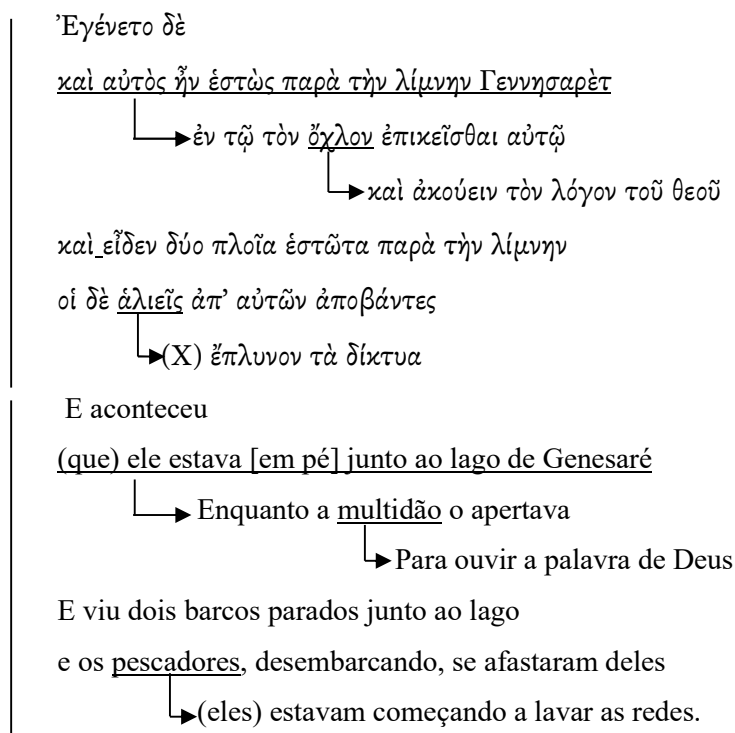 Ἐγένετο δὲ
καὶ αὐτὸς ἦν ἑστὼς παρὰ τὴν λίμνην Γεννησαρὲτ
ἐν τῷ τὸν ὄχλον ἐπικεῖσθαι αὐτῷ
καὶ ἀκούειν τὸν λόγον τοῦ θεοῦ
καὶ εἶδεν δύο πλοῖα ἑστῶτα παρὰ τὴν λίμνην
οἱ δὲ ἁλιεῖς ἀπ’ αὐτῶν ἀποβάντες
(X) ἔπλυνον τὰ δίκτυα
E aconteceu
(que) ele estava [em pé] junto ao lago de Genesaré
Enquanto a multidão o apertava
Para ouvir a palavra de Deus
E viu dois barcos parados junto ao lago
e os pescadores, desembarcando, se afastaram deles
(eles) estavam começando a lavar as redes.